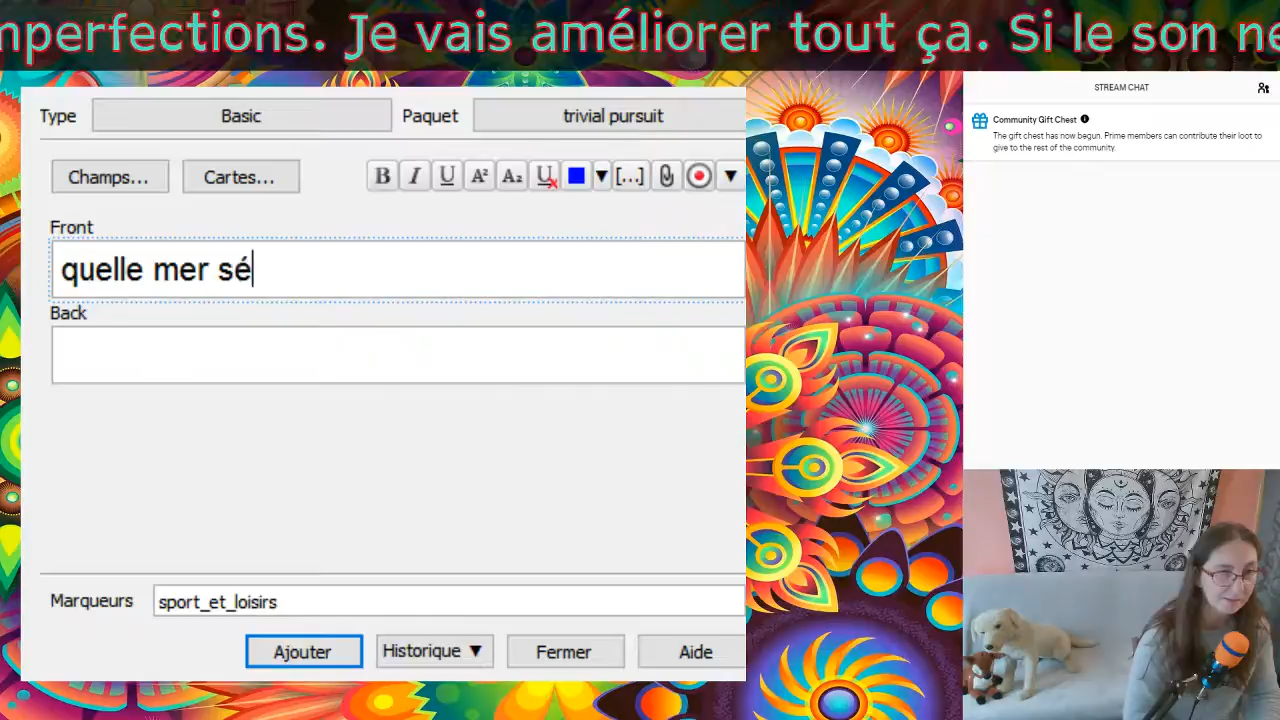 nperfections. Je vais améliorer tout ça. Si le son ne
Type Basic Paquet trivial pursuit
Champs... Cartes... B I U A² A₂ U [...]
Front
quelle mer sé
Back
Marqueurs sport_et_loisirs
Ajouter Historique ▼ Fermer Aide
STREAM CHAT
Community Gift Chest
The gift chest has now begun. Prime members can contribute their loot to
give to the rest of the community.